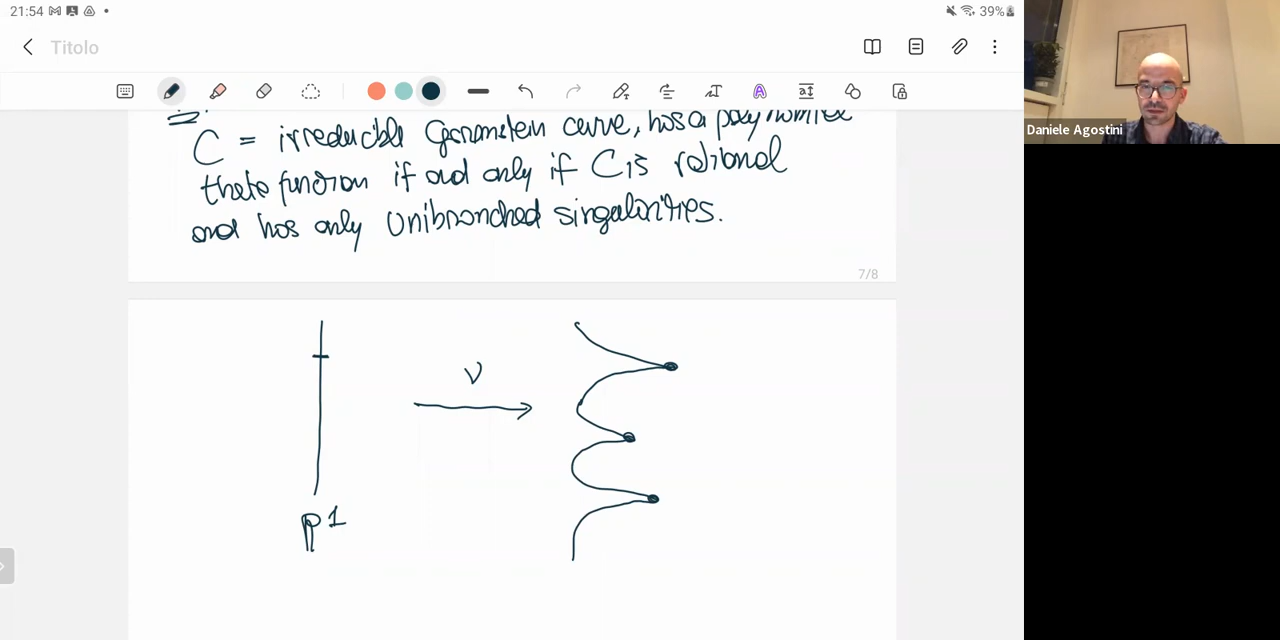 21:54
39%
Titolo
C = irreducible Gorenstein curve, has a polynomial
theta function if and only if C is rational
and has only unibranched singularities.
7/8
ν
P1
Daniele Agostini